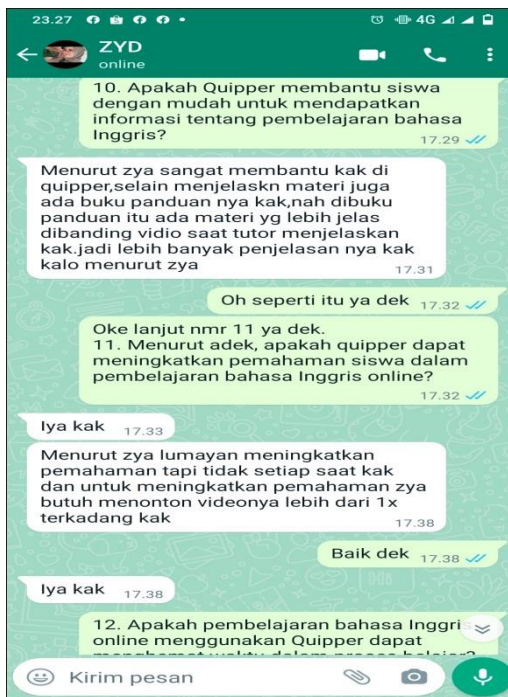 23.27
4G
ZYD
online
10. Apakah Quipper membantu siswa
dengan mudah untuk mendapatkan
informasi tentang pembelajaran bahasa
Inggris?
17.29
Menurut zya sangat membantu kak di
quipper,selain menjelaskn materi juga
ada buku panduan nya kak,nah dibuku
panduan itu ada materi yg lebih jelas
dibanding vidio saat tutor menjelaskan
kak.jadi lebih banyak penjelasan nya kak
kalo menurut zya
17.31
Oh seperti itu ya dek 17.32
Oke lanjut nmr 11 ya dek.
11. Menurut adek, apakah quipper dapat
meningkatkan pemahaman siswa dalam
pembelajaran bahasa Inggris online?
17.32
Iya kak 17.33
Menurut zya lumayan meningkatkan
pemahaman tapi tidak setiap saat kak
dan untuk meningkatkan pemahaman zya
butuh menonton videonya lebih dari 1x
terkadang kak
17.38
Baik dek 17.38
Iya kak 17.38
12. Apakah pembelajaran bahasa Inggris
online menggunakan Quipper dapat
menghemat waktu dalam proses belajar?
Kirim pesan